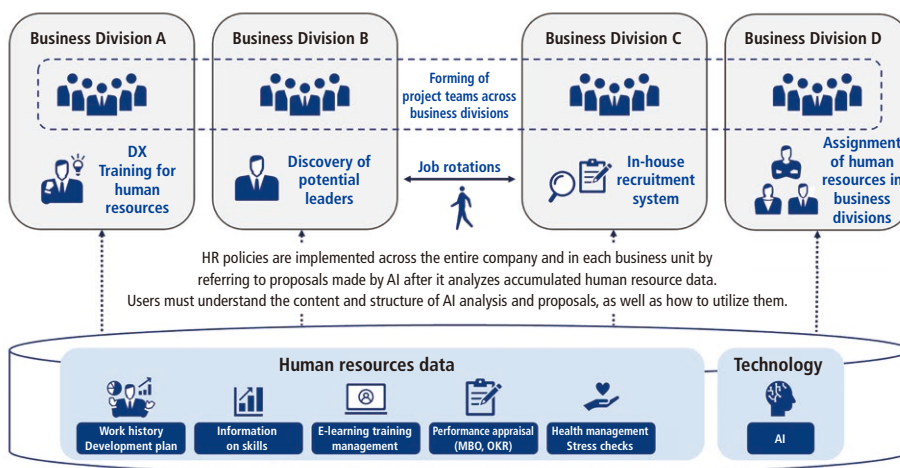 Business Division A
Business Division B
Business Division C
Business Division D
Forming of
project teams across
business divisions
DX
Training for
human
resources
Discovery of
potential
leaders
Job rotations
In-house
recruitment
system
Assignment
of human
resources in
business
divisions
HR policies are implemented across the entire company and in each business unit by
referring to proposals made by AI after it analyzes accumulated human resource data.
Users must understand the content and structure of AI analysis and proposals, as well as how to utilize them.
Human resources data
Work history
Development plan
Information
on skills
E-learning training
management
Performance appraisal
(MBO, OKR)
Health management
Stress checks
Technology
AI